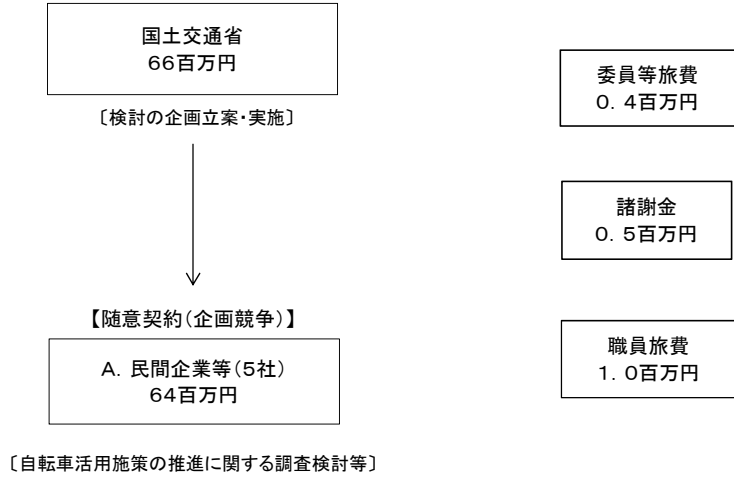 国土交通省
66百万円
〔検討の企画立案・実施〕
【随意契約(企画競争)】
A. 民間企業等(5社)
64百万円
〔自転車活用施策の推進に関する調査検討等〕
委員等旅費
0. 4百万円
諸謝金
0. 5百万円
職員旅費
1. 0百万円